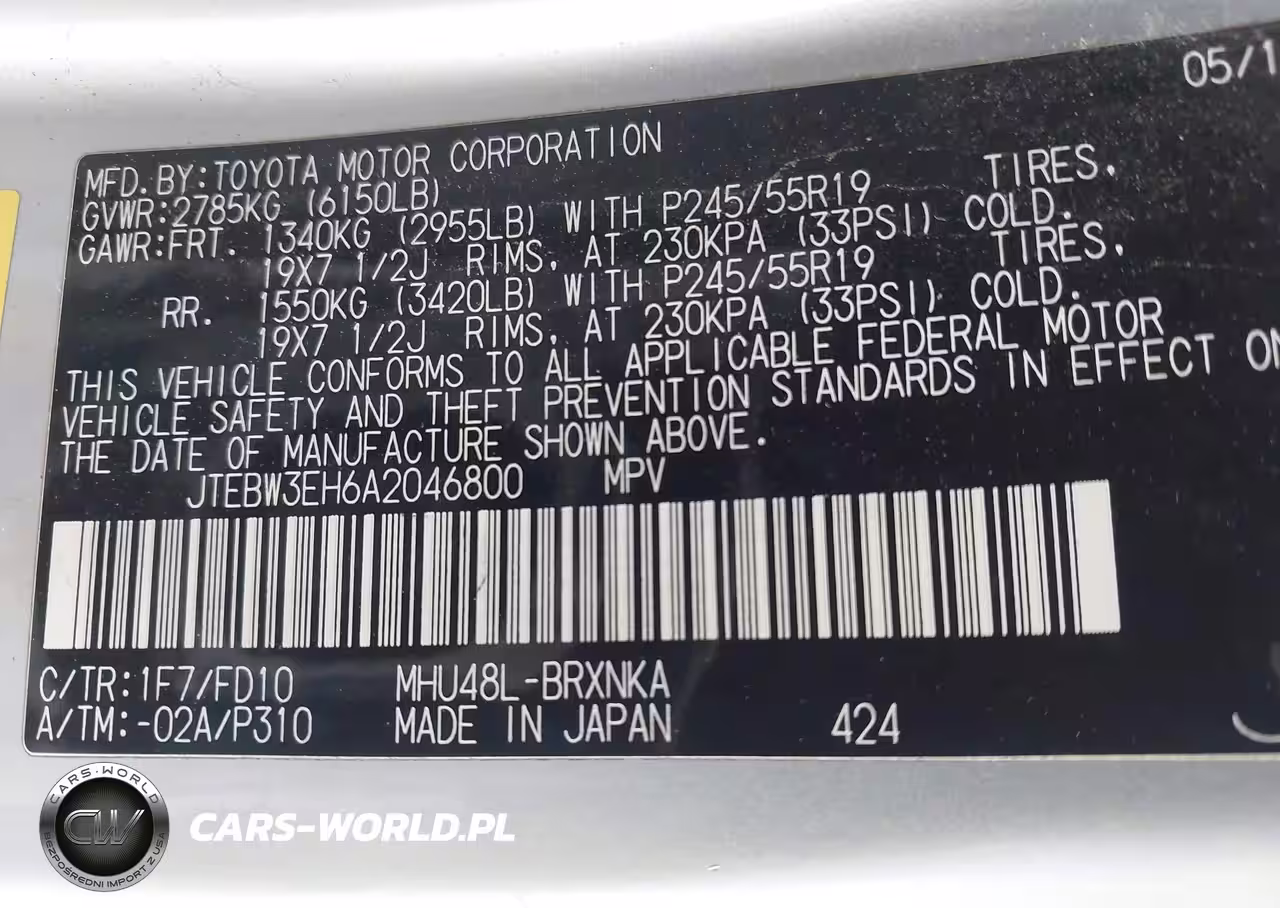 05/1
MFD.BY:TOYOTA MOTOR CORPORATION
GVWR:2785KG (6150LB)
GAWR:FRT. 1340KG (2955LB) WITH P245/55R19 TIRES,
19X7 1/2J RIMS, AT 230KPA (33PSI) COLD.
RR. 1550KG (3420LB) WITH P245/55R19 TIRES,
19X7 1/2J RIMS, AT 230KPA (33PSI) COLD.
THIS VEHICLE CONFORMS TO ALL APPLICABLE FEDERAL MOTOR
VEHICLE SAFETY AND THEFT PREVENTION STANDARDS IN EFFECT ON
THE DATE OF MANUFACTURE SHOWN ABOVE.
JTEBW3EH6A2046800 MPV
C/TR:1F7/FD10 MHU48L-BRXNKA
A/TM:-02A/P310 MADE IN JAPAN 424
CARS-WORLD
CW
BEZPOŚREDNI IMPORT Z USA
CARS-WORLD.PL